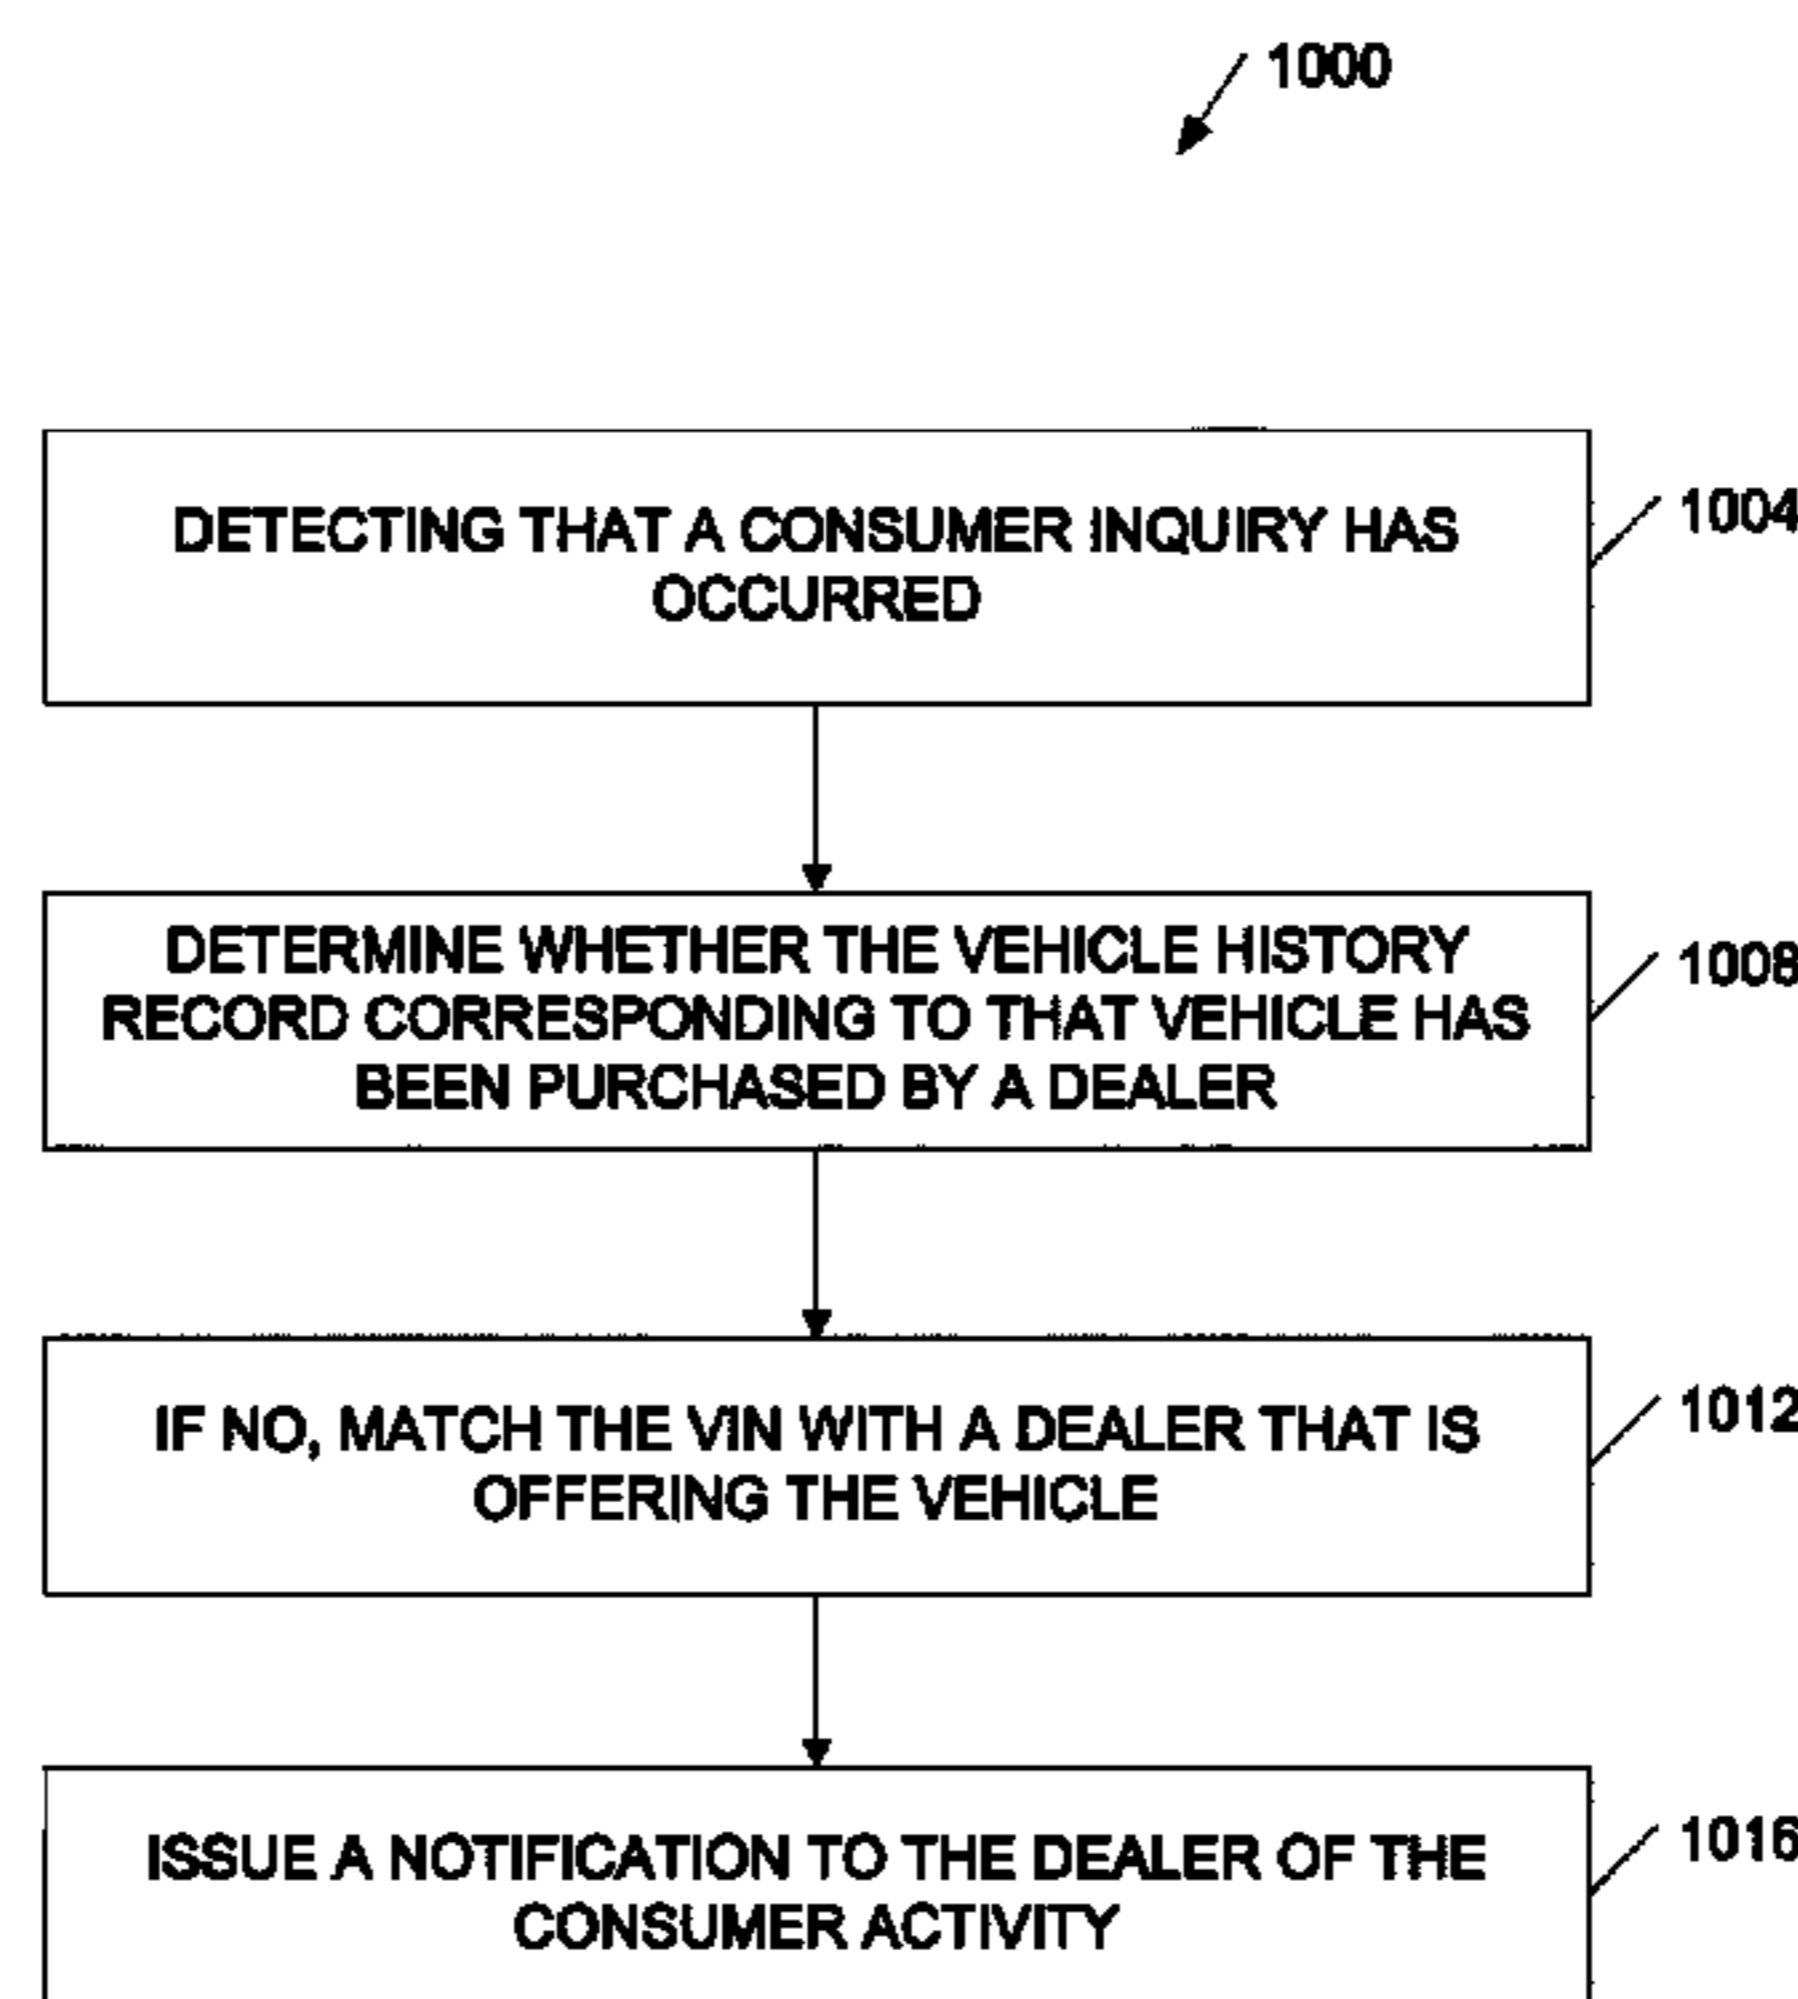 1000
DETECTING THAT A CONSUMER INQUIRY HAS
OCCURRED
1004
DETERMINE WHETHER THE VEHICLE HISTORY
RECORD CORRESPONDING TO THAT VEHICLE HAS
BEEN PURCHASED BY A DEALER
1008
IF NO, MATCH THE VIN WITH A DEALER THAT IS
OFFERING THE VEHICLE
1012
ISSUE A NOTIFICATION TO THE DEALER OF THE
CONSUMER ACTIVITY
1016